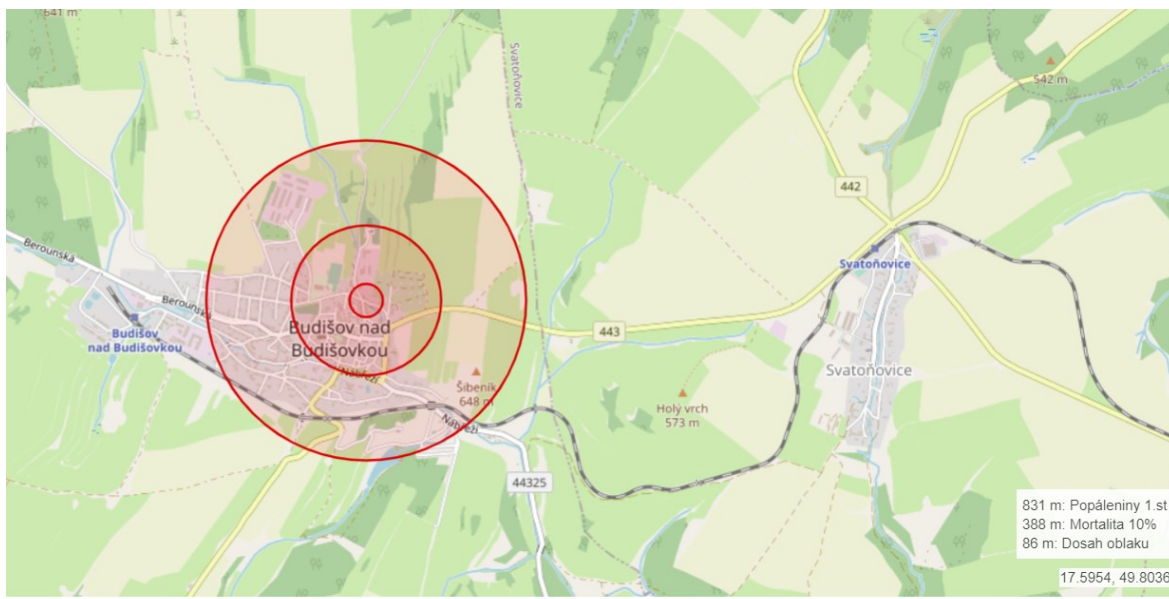 641 m
Svatoňovice
542 m
442
Berounská
Svatoňovice
Berounská
Budišov
nad Budišovkou
Budišov nad
Budišovkou
443
Nábřeží
Šibeník
648 m
Svatoňovice
Holý vrch
573 m
Nábřeží
44325
831 m: Popáleniny 1.st
388 m: Mortalita 10%
86 m: Dosah oblaku
17.5954, 49.8036